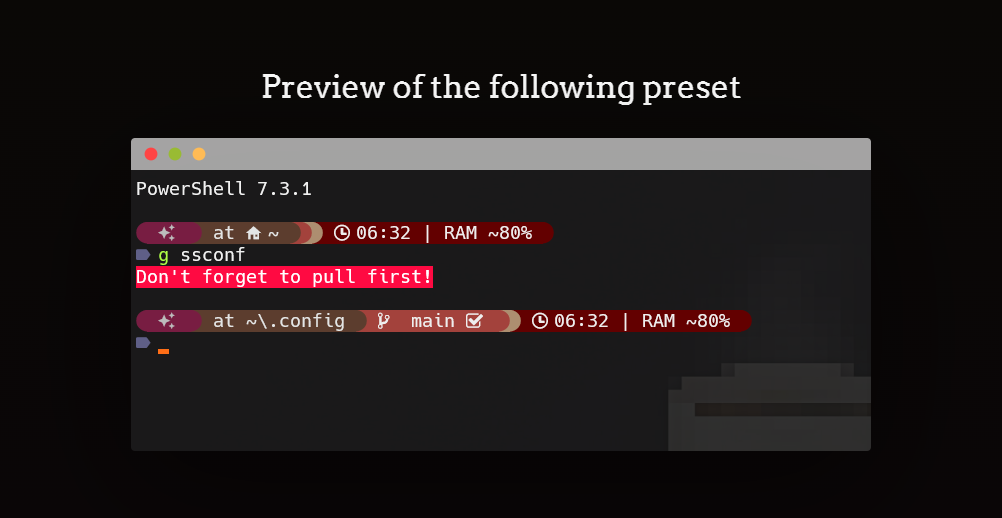 Preview of the following preset
PowerShell 7.3.1
at ~ 06:32 | RAM ~80%
g ssconf
Don't forget to pull first!
at ~\.config main 06:32 | RAM ~80%